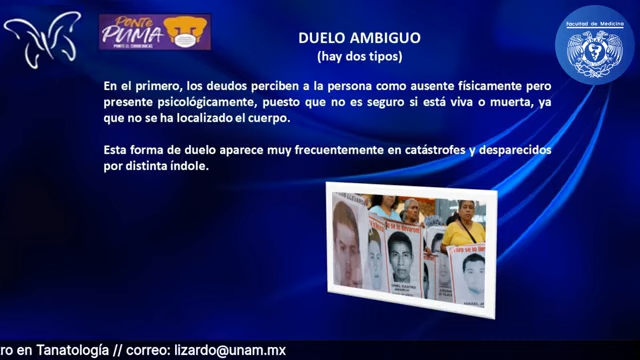 PONTE
PUMA
PONTE EL CUBREBOCAS
DUELO AMBIGUO
(hay dos tipos)
Facultad de Medicina
En el primero, los deudos perciben a la persona como ausente físicamente pero
presente psicológicamente, puesto que no es seguro si está viva o muerta, ya
que no se ha localizado el cuerpo.
Esta forma de duelo aparece muy frecuentemente en catástrofes y desparecidos
por distinta índole.
ro en Tanatología // correo: lizardo@unam.mx